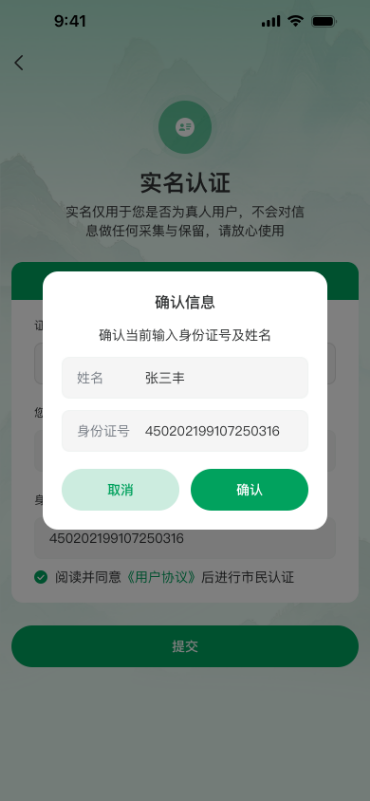 9:41
实名认证
实名仅用于您是否为真人用户，不会对信
息做任何采集与保留，请放心使用
确认信息
确认当前输入身份证号及姓名
证
姓名 张三丰
您
身份证号 450202199107250316
取消 确认
身
450202199107250316
阅读并同意《用户协议》后进行市民认证
提交